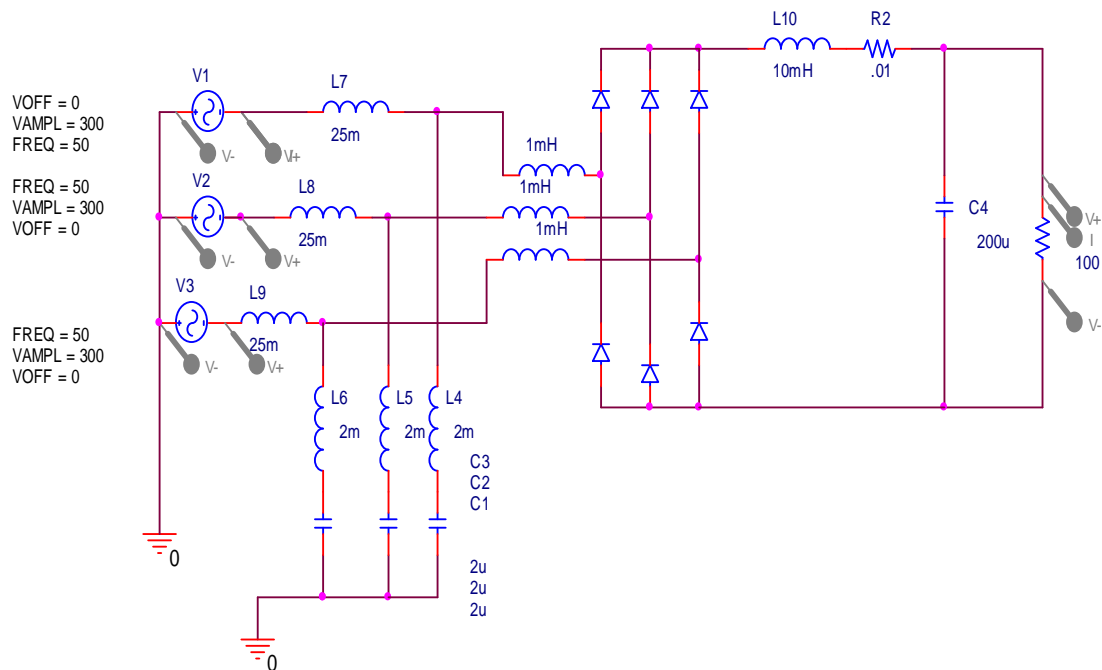 L10
R2
10mH
.01
V1
L7
VOFF = 0
VAMPL = 300
FREQ = 50
25m
V-
V+
1mH
FREQ = 50
VAMPL = 300
VOFF = 0
V2
L8
1mH
25m
V-
V+
1mH
C4
200u
V+
I
100
V-
V3
L9
FREQ = 50
VAMPL = 300
VOFF = 0
25m
V-
V+
L6
L5
L4
2m
2m
2m
C3
C2
C1
0
2u
2u
2u
0